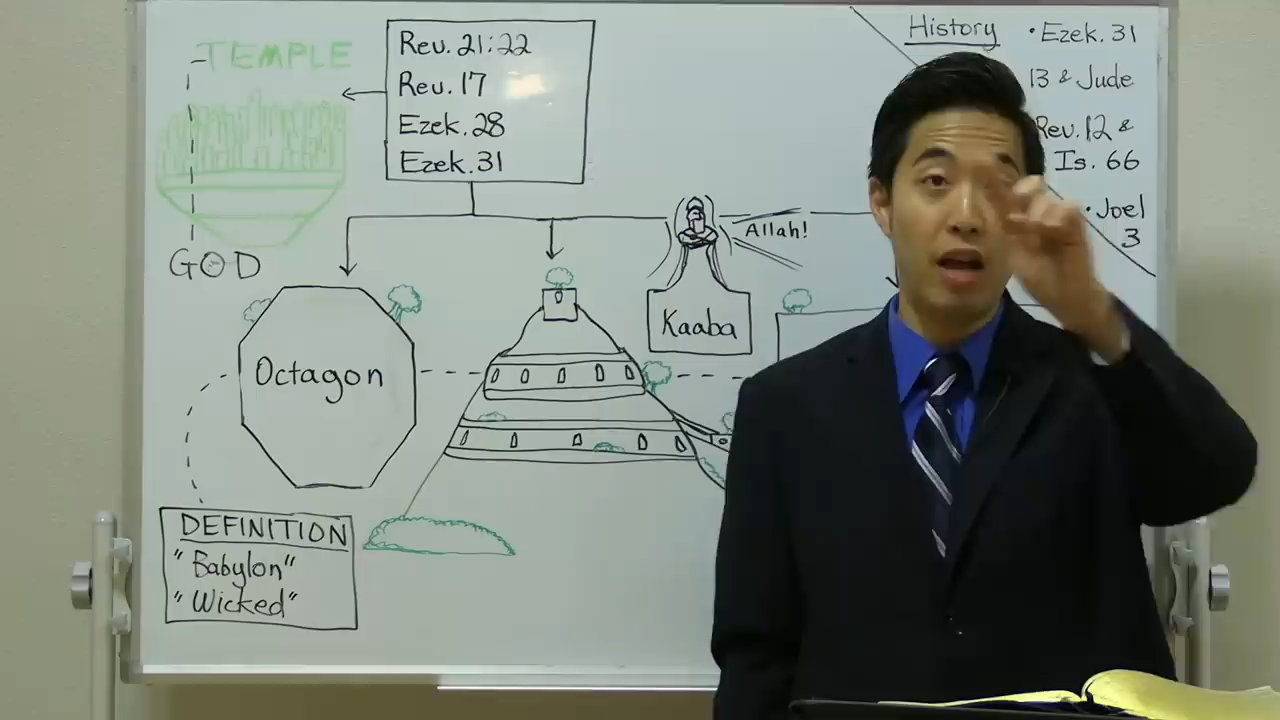 TEMPLE
GOD
Rev. 21:22
Rev. 17
Ezek. 28
Ezek. 31
History
• Ezek. 31
13 & Jude
Rev. 12 &
Is. 66
• Joel
3
Allah!
Kaaba
Octagon
DEFINITION
"Babylon"
"Wicked"